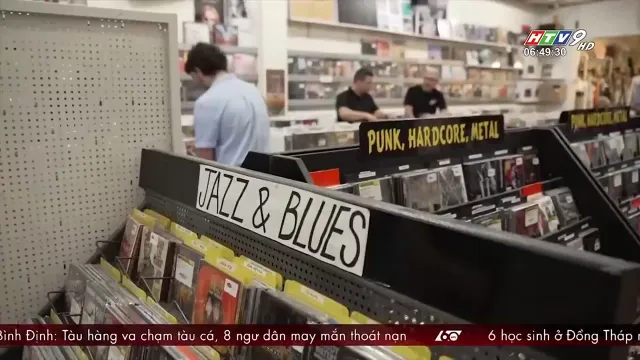 HTV9 HD
06:49:30
PUNK, HARDCORE, METAL
PUNK, HARDCORE, METAL
JAZZ & BLUES
Bình Định: Tàu hàng va chạm tàu cá, 8 ngư dân may mắn thoát nạn
60
6 học sinh ở Đồng Tháp